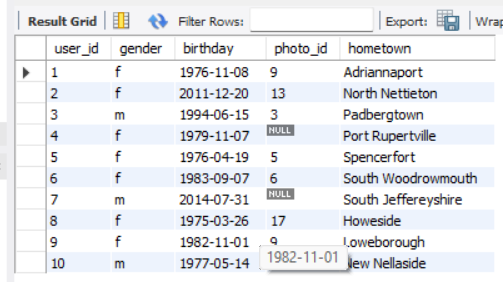 Result Grid Filter Rows: Export: Wrap
user_id gender birthday photo_id hometown
1 f 1976-11-08 9 Adriannaport
2 f 2011-12-20 13 North Nettieton
3 m 1994-06-15 3 Padbergtown
4 f 1979-11-07 NULL Port Rupertville
5 f 1976-04-19 5 Spencerfort
6 f 1983-09-07 6 South Woodrowmouth
7 m 2014-07-31 NULL South Jeffereyshire
8 f 1975-03-26 17 Howeside
9 f 1982-11-01 9 Loweborough
1982-11-01
10 m 1977-05-14 New Nellaside